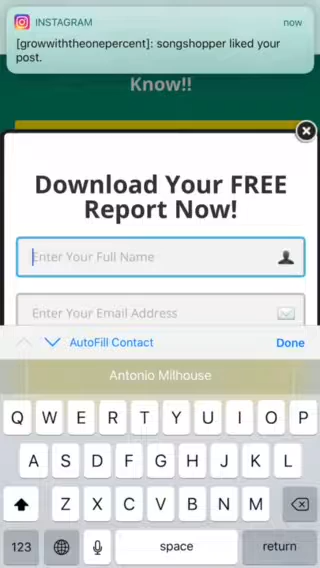 INSTAGRAM now
[growwiththeonepercent]: songshopper liked your
post.
Know!!
Download Your FREE
Report Now!
Enter Your Full Name
Enter Your Email Address
AutoFill Contact Done
Antonio Milhouse
Q W E R T Y U I O P
A S D F G H J K L
Z X C V B N M
123 space return